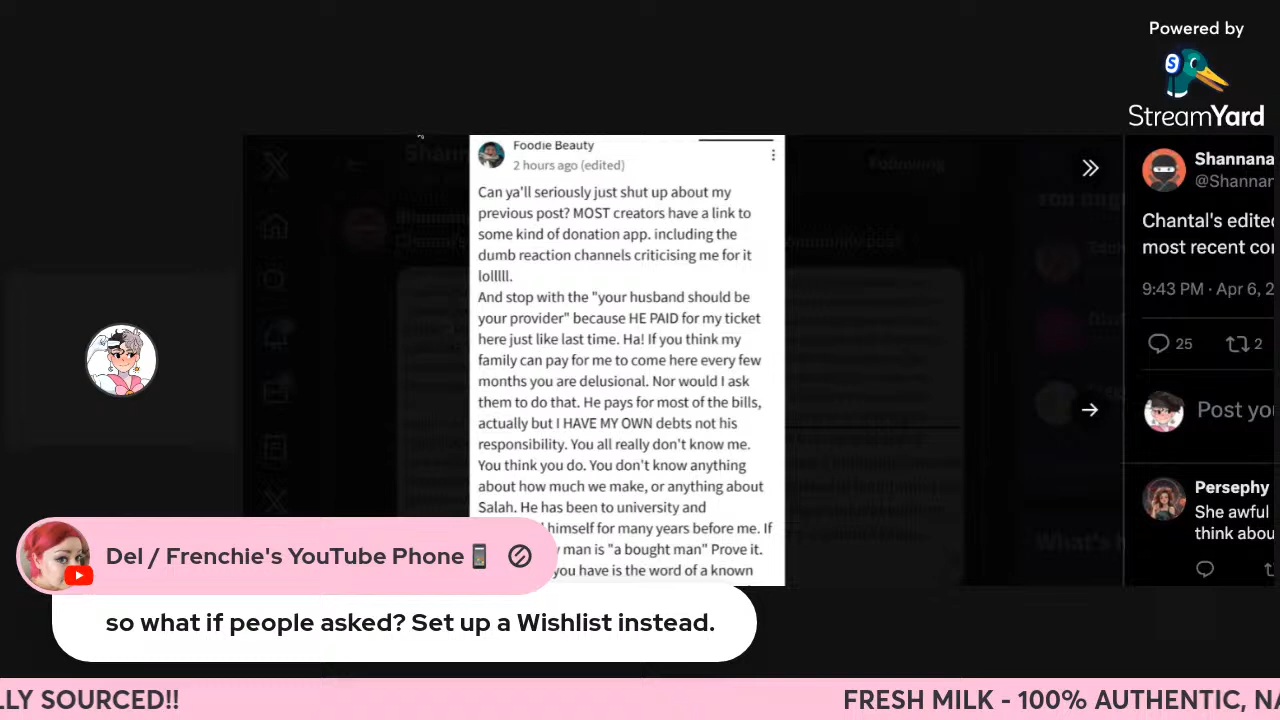 Powered by
StreamYard
Foodie Beauty
2 hours ago (edited)
Can ya'll seriously just shut up about my
previous post? MOST creators have a link to
some kind of donation app. including the
dumb reaction channels criticising me for it
lolllll.
And stop with the "your husband should be
your provider" because HE PAID for my ticket
here just like last time. Ha! If you think my
family can pay for me to come here every few
months you are delusional. Nor would I ask
them to do that. He pays for most of the bills,
actually but I HAVE MY OWN debts not his
responsibility. You all really don't know me.
You think you do. You don't know anything
about how much we make, or anything about
Salah. He has been to university and
himself for many years before me. If
man is "a bought man" Prove it.
you have is the word of a known
Shannana
@Shannar
Chantal's edited
most recent cor
9:43 PM · Apr 6, 2
25
2
Post you
Persephy
She awful
think abou
Following
Del / Frenchie's YouTube Phone
so what if people asked? Set up a Wishlist instead.
LLY SOURCED!!
FRESH MILK - 100% AUTHENTIC, NA